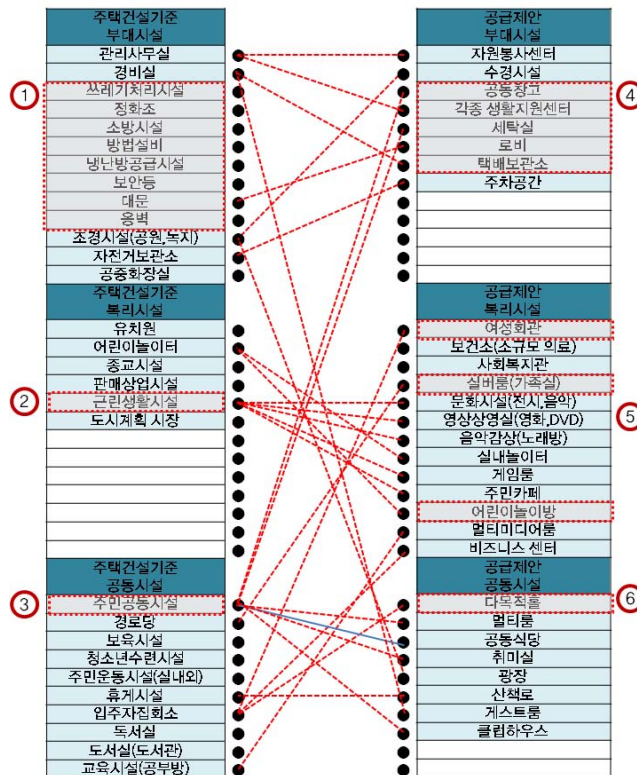 주택건설기준
부대시설
관리사무실
경비실
① 쓰레기처리시설
정화조
소방시설
방법설비
냉난방공급시설
보안등
대문
옹벽
조경시설(공원,녹지)
자전거보관소
공중화장실
주택건설기준
복리시설
유치원
어린이놀이터
종교시설
판매상업시설
② 근린생활시설
도시계획 시장
주택건설기준
공동시설
③ 주민공동시설
경로당
보육시설
청소년수련시설
주민운동시설(실내외)
휴게시설
입주자집회소
독서실
도서실(도서관)
교육시설(공부방)
공급제안
부대시설
자원봉사센터
수경시설
공동창고 ④
각종 생활지원센터
세탁실
로비
택배보관소
주차공간
공급제안
복리시설
여성회관
보건소(소규모 의료)
사회복지관
실버룸(가족실)
문화시설(전시,음악)
영상상영실(영화,DVD) ⑤
음악감상(노래방)
실내놀이터
게임룸
주민카페
어린이놀이방
멀티미디어룸
비즈니스 센터
공급제안
공동시설
다목적홀 ⑥
멀티룸
공동식당
취미실
광장
산책로
게스트룸
클럽하우스